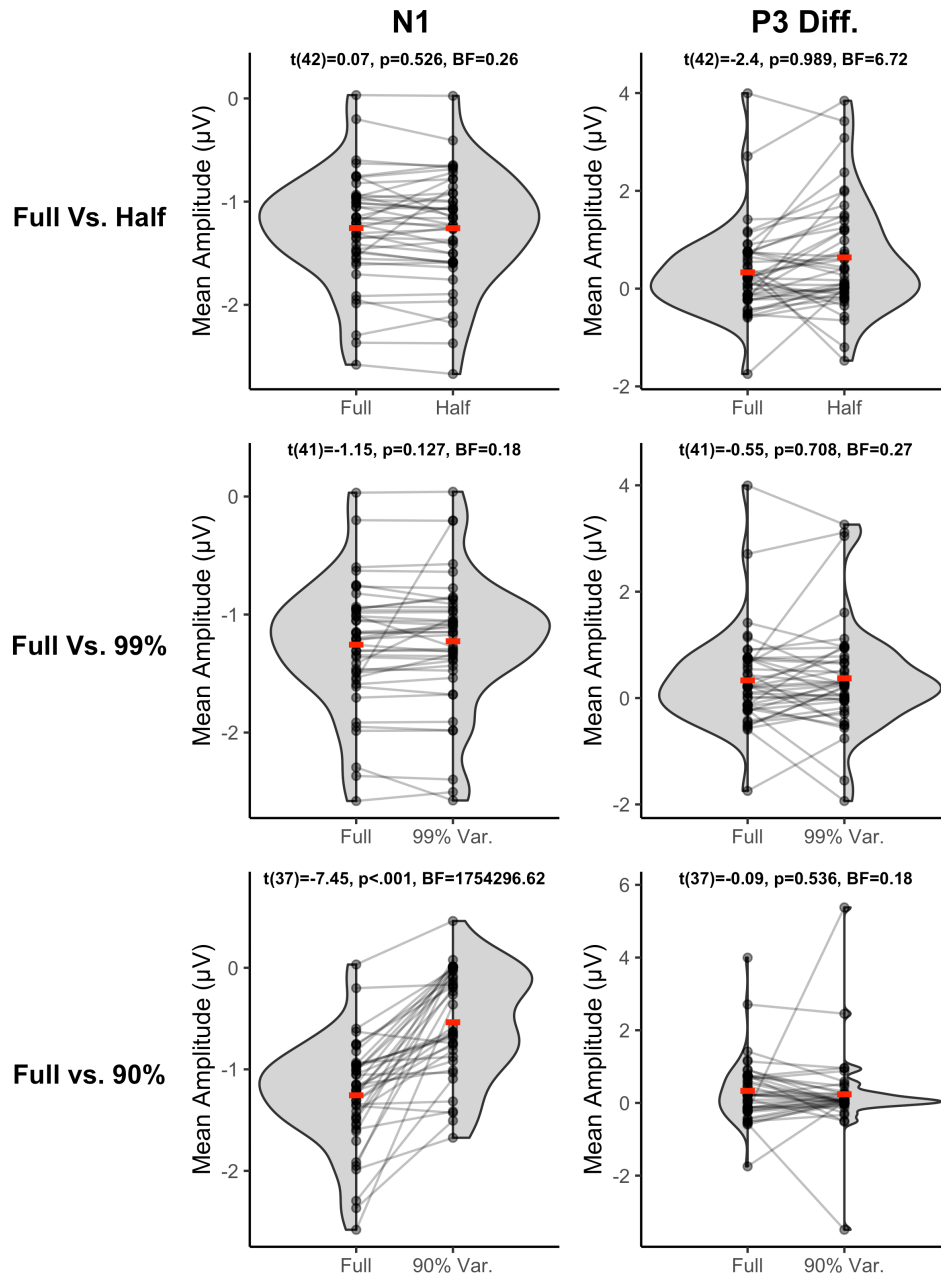 N1
P3 Diff.
Full Vs. Half
t(42)=0.07, p=0.526, BF=0.26
Mean Amplitude (µV)
0
-1
-2
Full
Half
t(42)=-2.4, p=0.989, BF=6.72
Mean Amplitude (µV)
4
2
0
-2
Full
Half
Full Vs. 99%
t(41)=-1.15, p=0.127, BF=0.18
Mean Amplitude (µV)
0
-1
-2
Full
99% Var.
t(41)=-0.55, p=0.708, BF=0.27
Mean Amplitude (µV)
4
2
0
-2
Full
99% Var.
Full vs. 90%
t(37)=-7.45, p<.001, BF=1754296.62
Mean Amplitude (µV)
0
-1
-2
Full
90% Var.
t(37)=-0.09, p=0.536, BF=0.18
Mean Amplitude (µV)
6
4
2
0
-2
Full
90% Var.